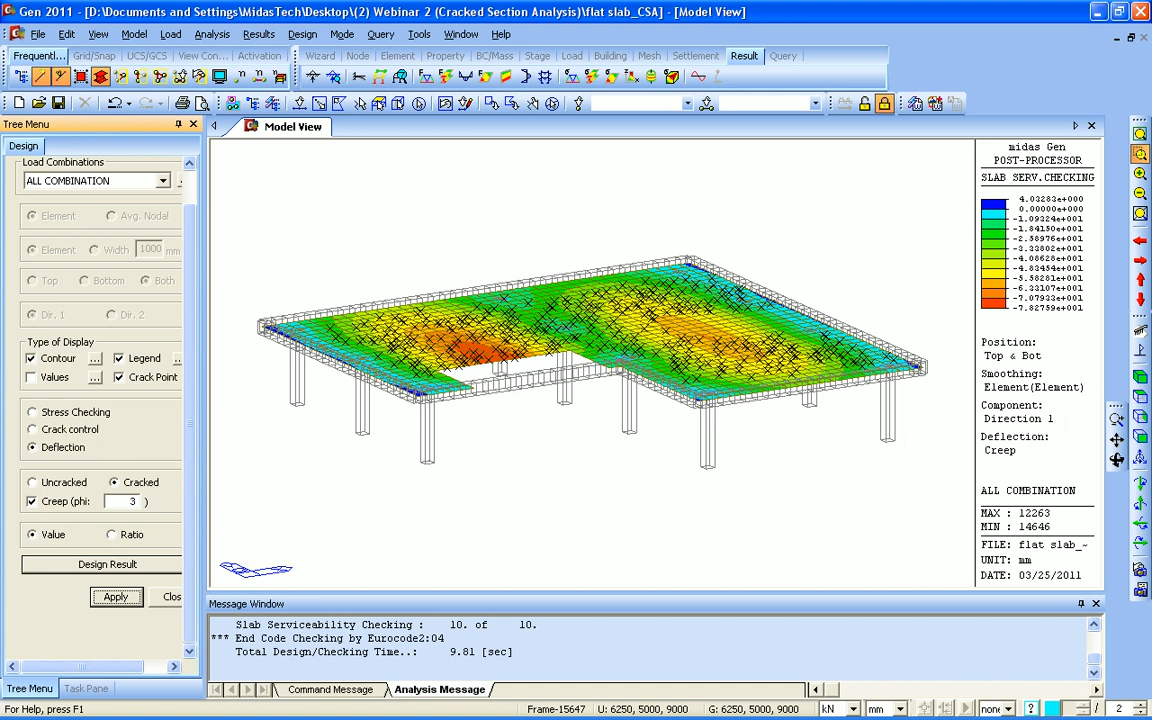 Gen 2011 - [D:\Documents and Settings\MidasTech\Desktop\(2) Webinar 2 (Cracked Section Analysis)\flat slab_CSA] - [Model View]
File Edit View Model Load Analysis Results Design Mode Query Tools Window Help
Frequentl... Grid/Snap UCS/GCS View Con... Activation Wizard Node Element Property BC/Mass Stage Load Building Mesh Settlement Result Query
Tree Menu
Model View
Design
Load Combinations
ALL COMBINATION
Element Avg. Nodal
Element Width 1000 mm
Top Bottom Both
Dir. 1 Dir. 2
Type of Display
Contour ... Legend
Values ... Crack Point
Stress Checking
Crack control
Deflection
Uncracked Cracked
Creep (phi: 3 )
Value Ratio
Design Result
Apply Clos
midas Gen
POST-PROCESSOR
SLAB SERV.CHECKING
4.03283e+000
0.00000e+000
-1.09324e+001
-1.84150e+001
-2.58976e+001
-3.33802e+001
-4.08628e+001
-4.83454e+001
-5.58281e+001
-6.33107e+001
-7.07933e+001
-7.82759e+001
Position:
Top & Bot
Smoothing:
Element(Element)
Component:
Direction 1
Deflection:
Creep
ALL COMBINATION
MAX : 12263
MIN : 14646
FILE: flat slab_~
UNIT: mm
DATE: 03/25/2011
Message Window
Slab Serviceability Checking : 10. of 10.
*** End Code Checking by Eurocode2:04
Total Design/Checking Time..: 9.81 [sec]
Tree Menu Task Pane
Command Message Analysis Message
For Help, press F1 Frame-15647 U: 6250, 5000, 9000 G: 6250, 5000, 9000 kN mm none ? / 2